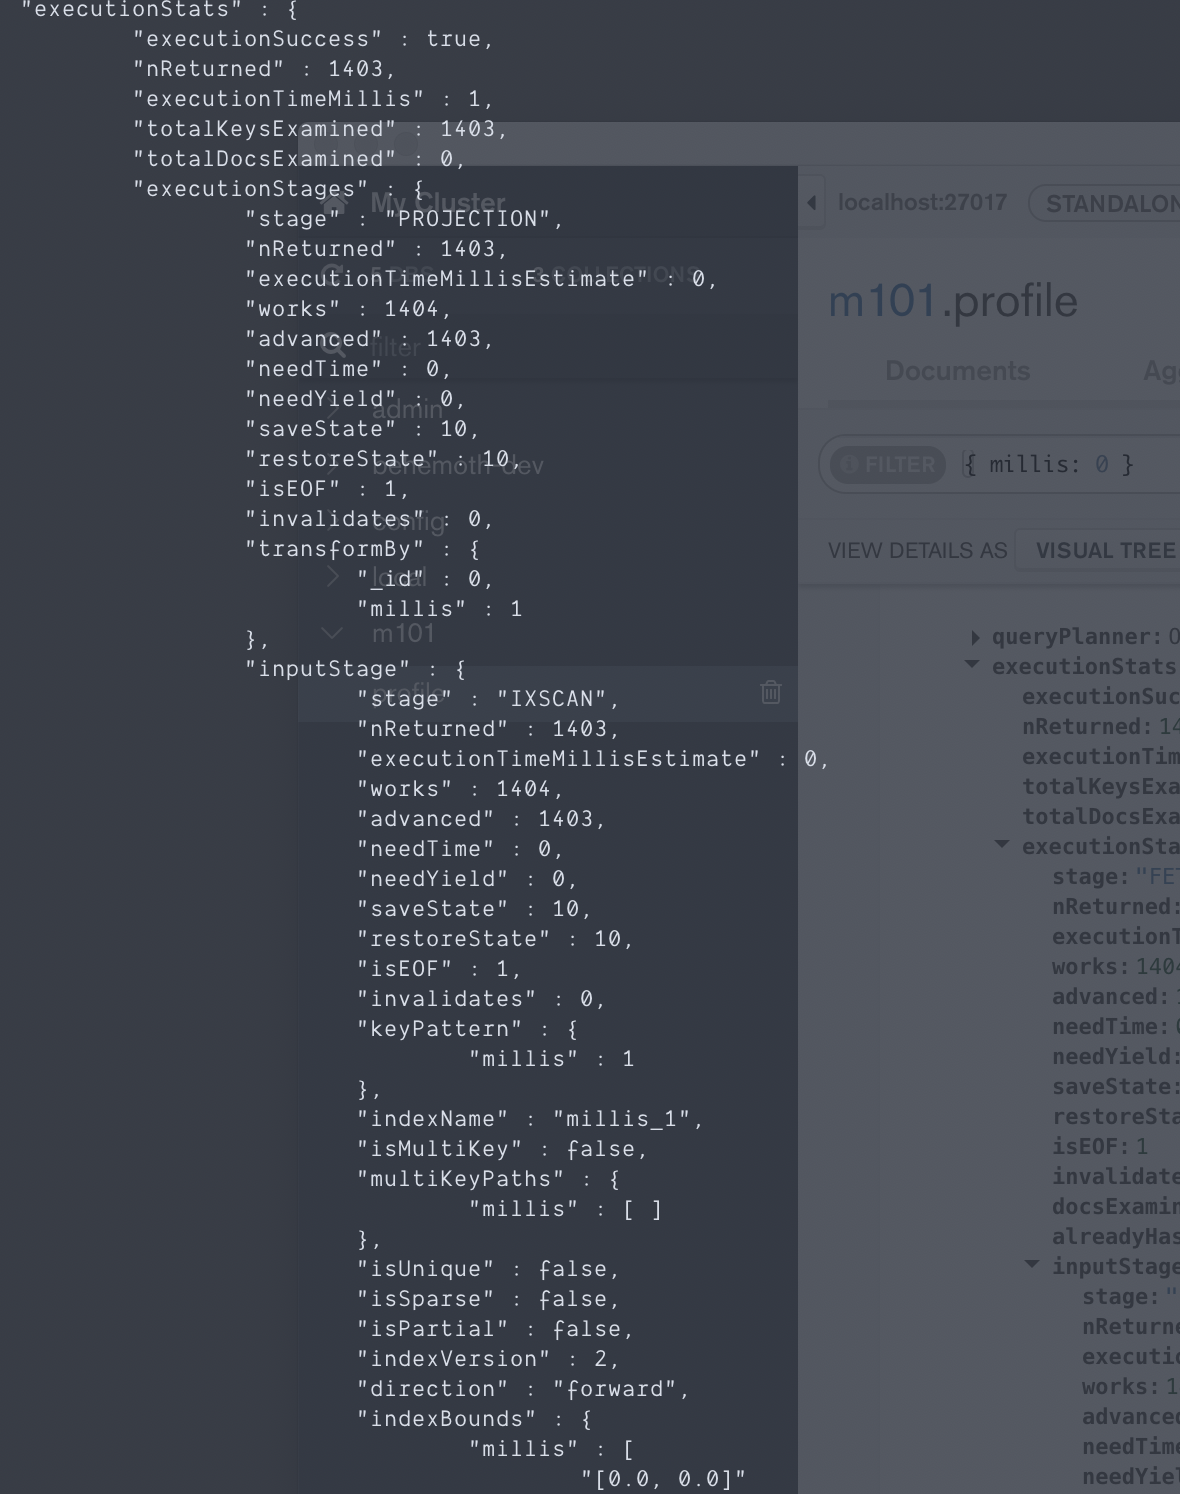 "executionStats" : {
"executionSuccess" : true,
"nReturned" : 1403,
"executionTimeMillis" : 1,
"totalKeysExamined" : 1403,
"totalDocsExamined" : 0,
"executionStages" : {
"stage" : "PROJECTION",
"nReturned" : 1403,
"executionTimeMillisEstimate" : 0,
"works" : 1404,
"advanced" : 1403,
"needTime" : 0,
"needYield" : 0,
"saveState" : 10,
"restoreState" : 10,
"isEOF" : 1,
"invalidates" : 0,
"transformBy" : {
"_id" : 0,
"millis" : 1
},
"inputStage" : {
"stage" : "IXSCAN",
"nReturned" : 1403,
"executionTimeMillisEstimate" : 0,
"works" : 1404,
"advanced" : 1403,
"needTime" : 0,
"needYield" : 0,
"saveState" : 10,
"restoreState" : 10,
"isEOF" : 1,
"invalidates" : 0,
"keyPattern" : {
"millis" : 1
},
"indexName" : "millis_1",
"isMultiKey" : false,
"multiKeyPaths" : {
"millis" : [ ]
},
"isUnique" : false,
"isSparse" : false,
"isPartial" : false,
"indexVersion" : 2,
"direction" : "forward",
"indexBounds" : {
"millis" : [
"[0.0, 0.0]"
My Cluster
5 DBS 3 COLLECTIONS
filter
admin
behemoth-dev
config
local
m101
profile
localhost:27017 STANDALON
m101.profile
Documents Ag
FILTER { millis: 0 }
VIEW DETAILS AS VISUAL TREE
queryPlanner: O
executionStats
executionSuc
nReturned: 14
executionTim
totalKeysExa
totalDocsExa
executionSta
stage: "FE
nReturned:
executionT
works: 1404
advanced: 1
needTime: 0
needYield:
saveState:
restoreSta
isEOF: 1
invalidate
docsExamin
alreadyHas
inputStage
stage: "
nReturne
executio
works: 1
advanced
needTime
needYiel